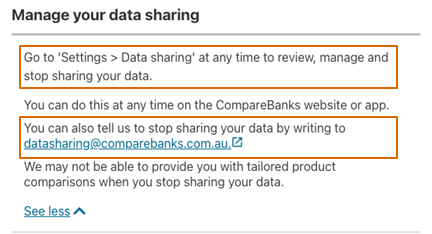 Manage your data sharing
Go to 'Settings > Data sharing' at any time to review, manage and
stop sharing your data.
You can do this at any time on the CompareBanks website or app.
You can also tell us to stop sharing your data by writing to
datasharing@comparebanks.com.au.
We may not be able to provide you with tailored product
comparisons when you stop sharing your data.
See less